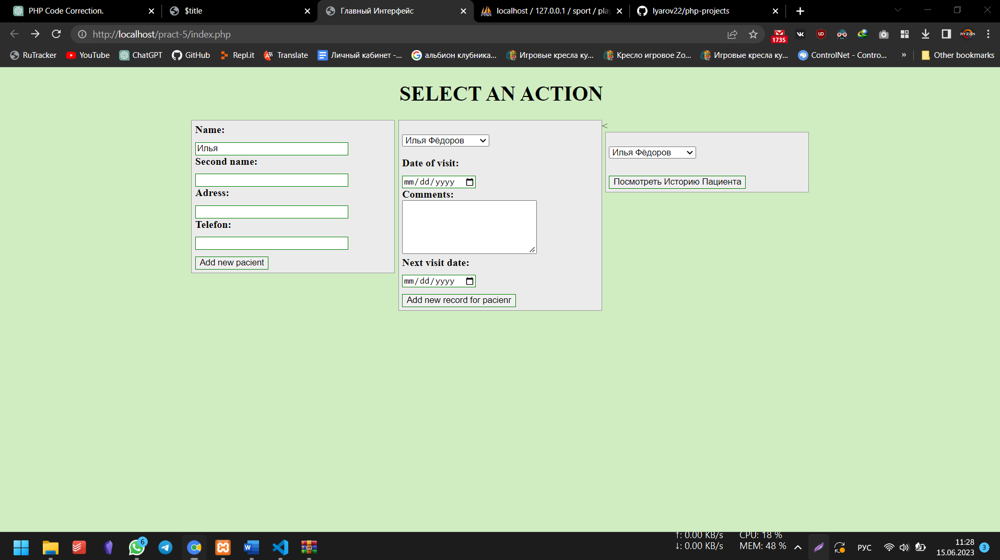 PHP Code Correction.
$title
Главный Интерфейс
localhost / 127.0.0.1 / sport / pla
lyarov22/php-projects
http://localhost/pract-5/index.php
1735
RYZEN
RuTracker
YouTube
ChatGPT
GitHub
Repl.it
Translate
Личный кабинет -...
альбион клубника...
Игровые кресла ку...
Кресло игровое Zo...
Игровые кресла ку...
ControlNet - Contro...
»
Other bookmarks
SELECT AN ACTION
Name:
Илья
Second name:
Adress:
Telefon:
Add new pacient
Илья Фёдоров
Date of visit:
mm/dd/yyyy
Comments:
Next visit date:
mm/dd/yyyy
Add new record for pacienr
<
Илья Фёдоров
Посмотреть Историю Пациента
6
↑: 0.00 KB/s
↓: 0.00 KB/s
CPU: 18 %
MEM: 48 %
РУС
11:28
15.06.2023
3